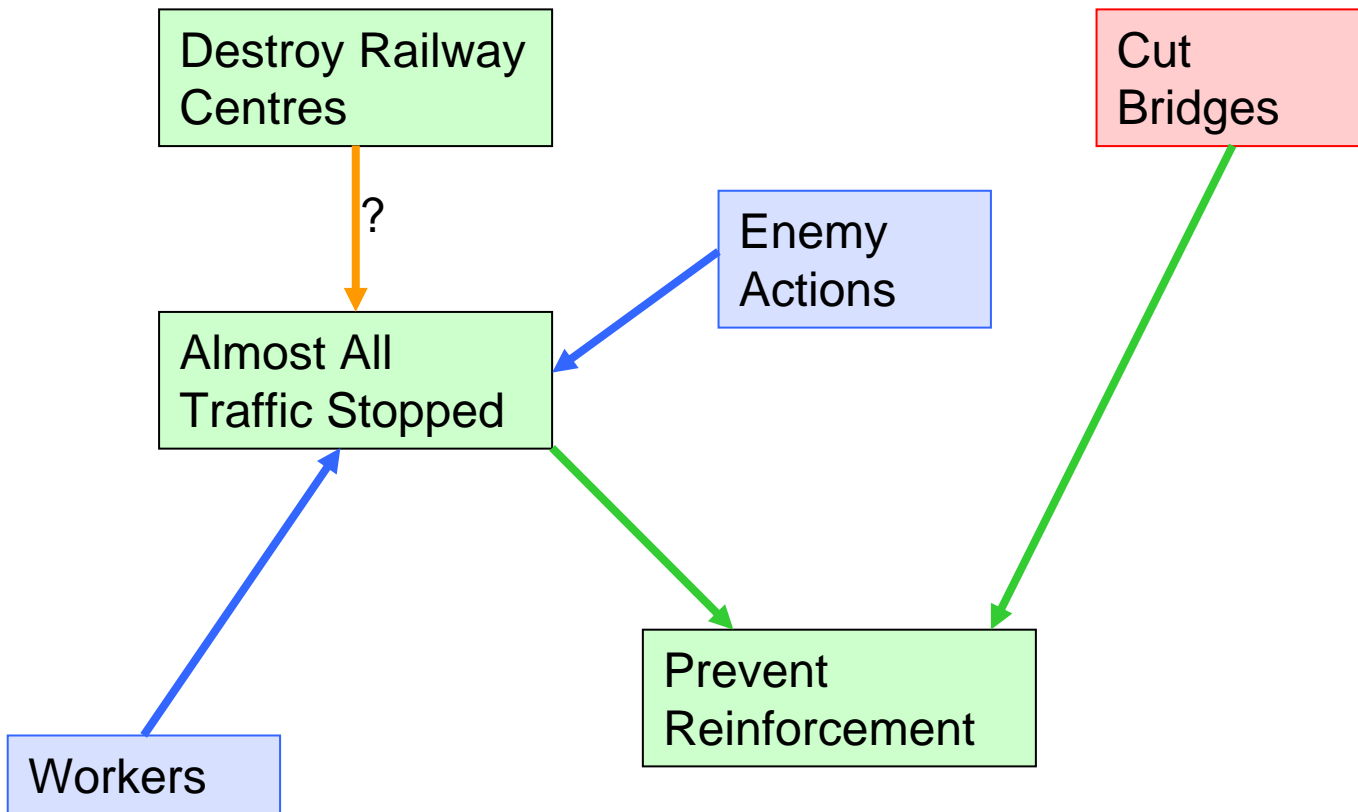 Destroy Railway
Centres
Cut
Bridges
?
Enemy
Actions
Almost All
Traffic Stopped
Prevent
Reinforcement
Workers